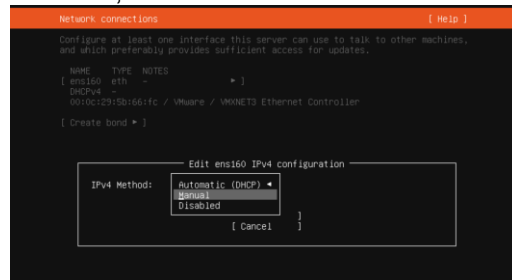 Network connections [ Help ]
Configure at least one interface this server can use to talk to other machines,
and which preferably provides sufficient access for updates.
NAME TYPE NOTES
[ ens160 eth - ▸ ]
DHCPv4 -
00:0c:29:5b:66:fc / VMware / VMXNET3 Ethernet Controller
[ Create bond ▸ ]
Edit ens160 IPv4 configuration
IPv4 Method: Automatic (DHCP) ◂
Manual
Disabled
]
[ Cancel ]